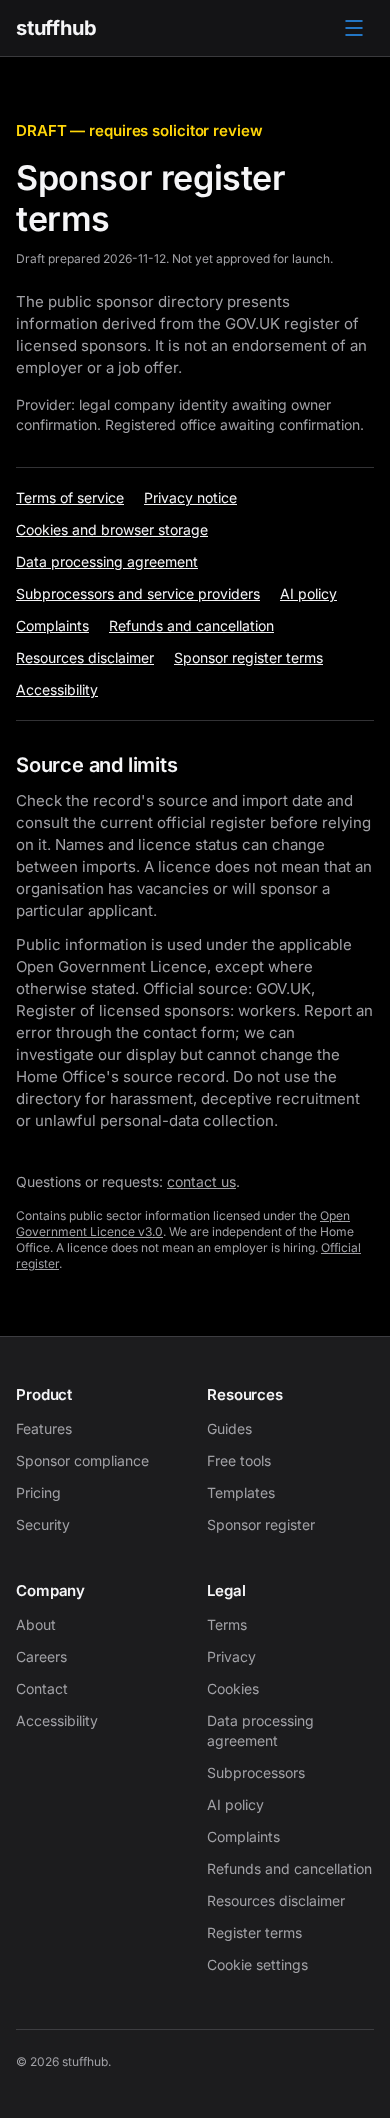 stuffhub
DRAFT — requires solicitor review
Sponsor register
terms
Draft prepared 2026-11-12. Not yet approved for launch.
The public sponsor directory presents
information derived from the GOV.UK register of
licensed sponsors. It is not an endorsement of an
employer or a job offer.
Provider: legal company identity awaiting owner
confirmation. Registered office awaiting confirmation.
Terms of service Privacy notice
Cookies and browser storage
Data processing agreement
Subprocessors and service providers AI policy
Complaints Refunds and cancellation
Resources disclaimer Sponsor register terms
Accessibility
Source and limits
Check the record's source and import date and
consult the current official register before relying
on it. Names and licence status can change
between imports. A licence does not mean that an
organisation has vacancies or will sponsor a
particular applicant.
Public information is used under the applicable
Open Government Licence, except where
otherwise stated. Official source: GOV.UK,
Register of licensed sponsors: workers. Report an
error through the contact form; we can
investigate our display but cannot change the
Home Office's source record. Do not use the
directory for harassment, deceptive recruitment
or unlawful personal-data collection.
Questions or requests: contact us.
Contains public sector information licensed under the Open
Government Licence v3.0. We are independent of the Home
Office. A licence does not mean an employer is hiring. Official
register.
Product
Features
Sponsor compliance
Pricing
Security
Resources
Guides
Free tools
Templates
Sponsor register
Company
About
Careers
Contact
Accessibility
Legal
Terms
Privacy
Cookies
Data processing
agreement
Subprocessors
AI policy
Complaints
Refunds and cancellation
Resources disclaimer
Register terms
Cookie settings
© 2026 stuffhub.